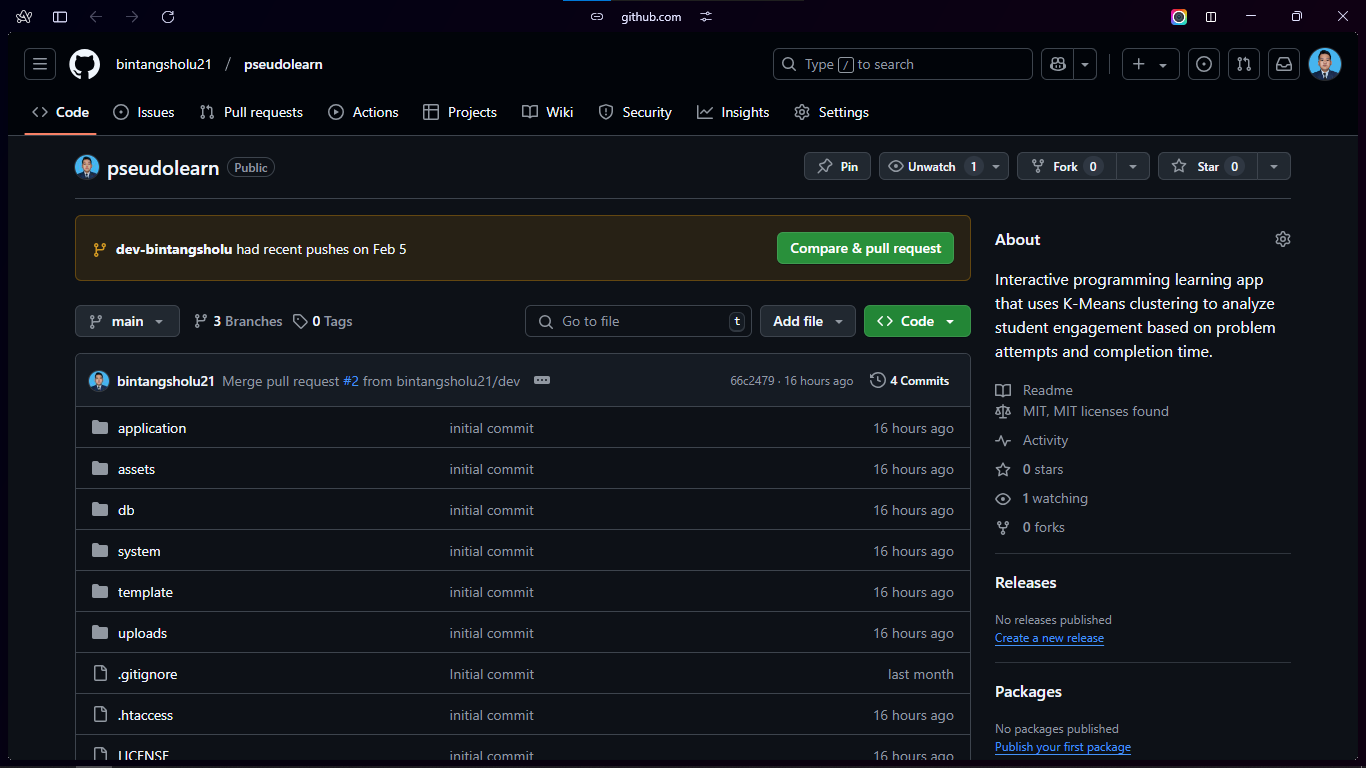 github.com
bintangsholu21 / pseudolearn
Type / to search
Code Issues Pull requests Actions Projects Wiki Security Insights Settings
pseudolearn Public
Pin Unwatch 1 Fork 0 Star 0
dev-bintangsholu had recent pushes on Feb 5
Compare & pull request
main 3 Branches 0 Tags
Go to file t
Add file
Code
bintangsholu21 Merge pull request #2 from bintangsholu21/dev 66c2479 · 16 hours ago 4 Commits
application initial commit 16 hours ago
assets initial commit 16 hours ago
db initial commit 16 hours ago
system initial commit 16 hours ago
template initial commit 16 hours ago
uploads initial commit 16 hours ago
.gitignore Initial commit last month
.htaccess initial commit 16 hours ago
LICENSE initial commit 16 hours ago
About
Interactive programming learning app
that uses K-Means clustering to analyze
student engagement based on problem
attempts and completion time.
Readme
MIT, MIT licenses found
Activity
0 stars
1 watching
0 forks
Releases
No releases published
Create a new release
Packages
No packages published
Publish your first package